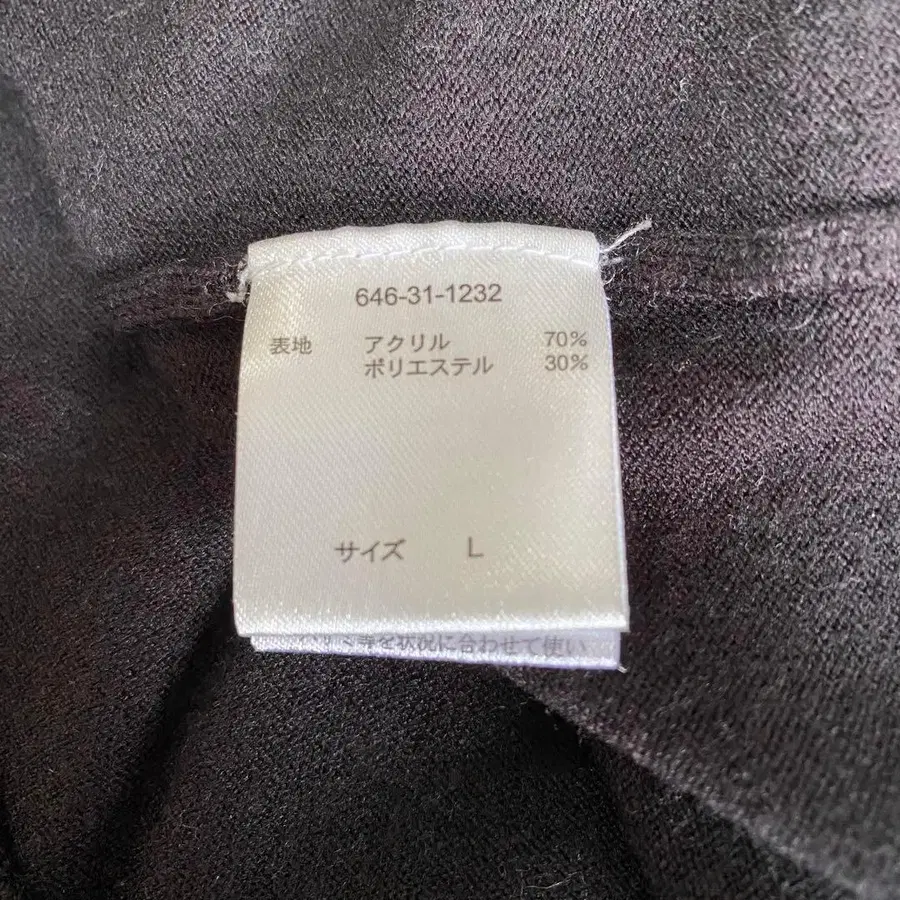 646-31-1232
表地 アクリル 70%
ポリエステル 30%
サイズ L
等を状況に合わせて使い